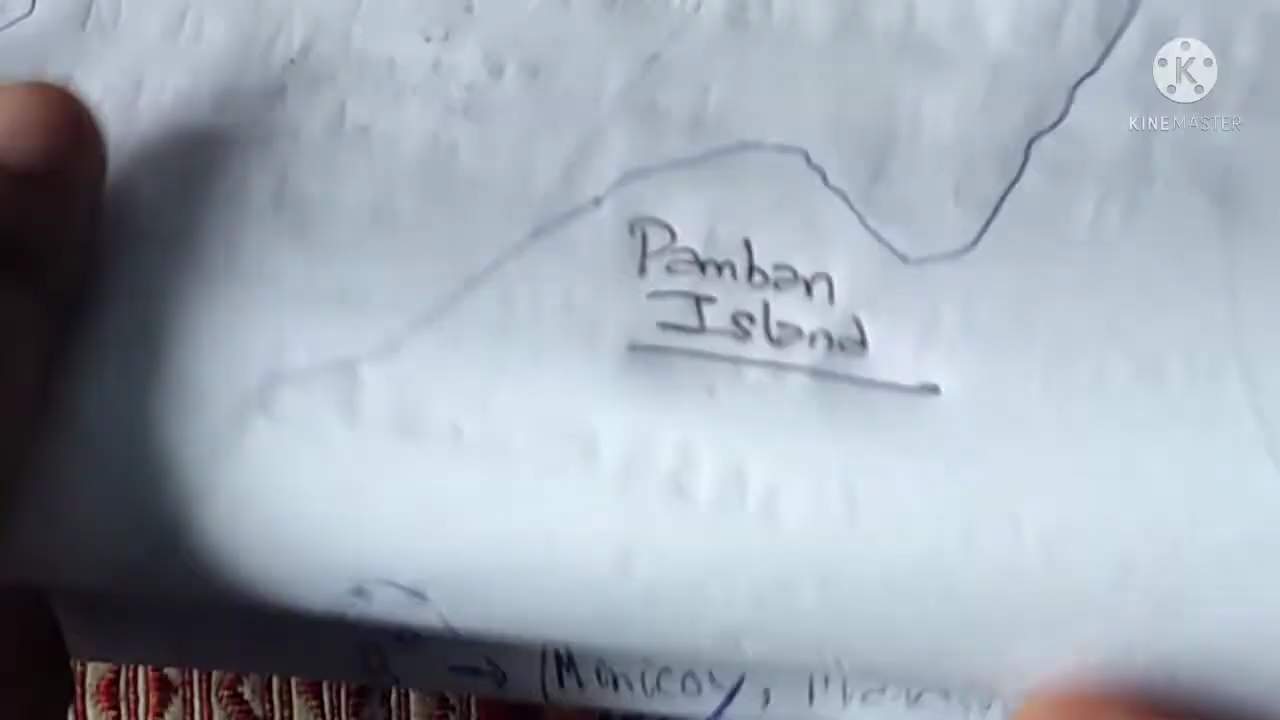 K
KINEMASTER
Pamban
Island
→ (Minicoy,